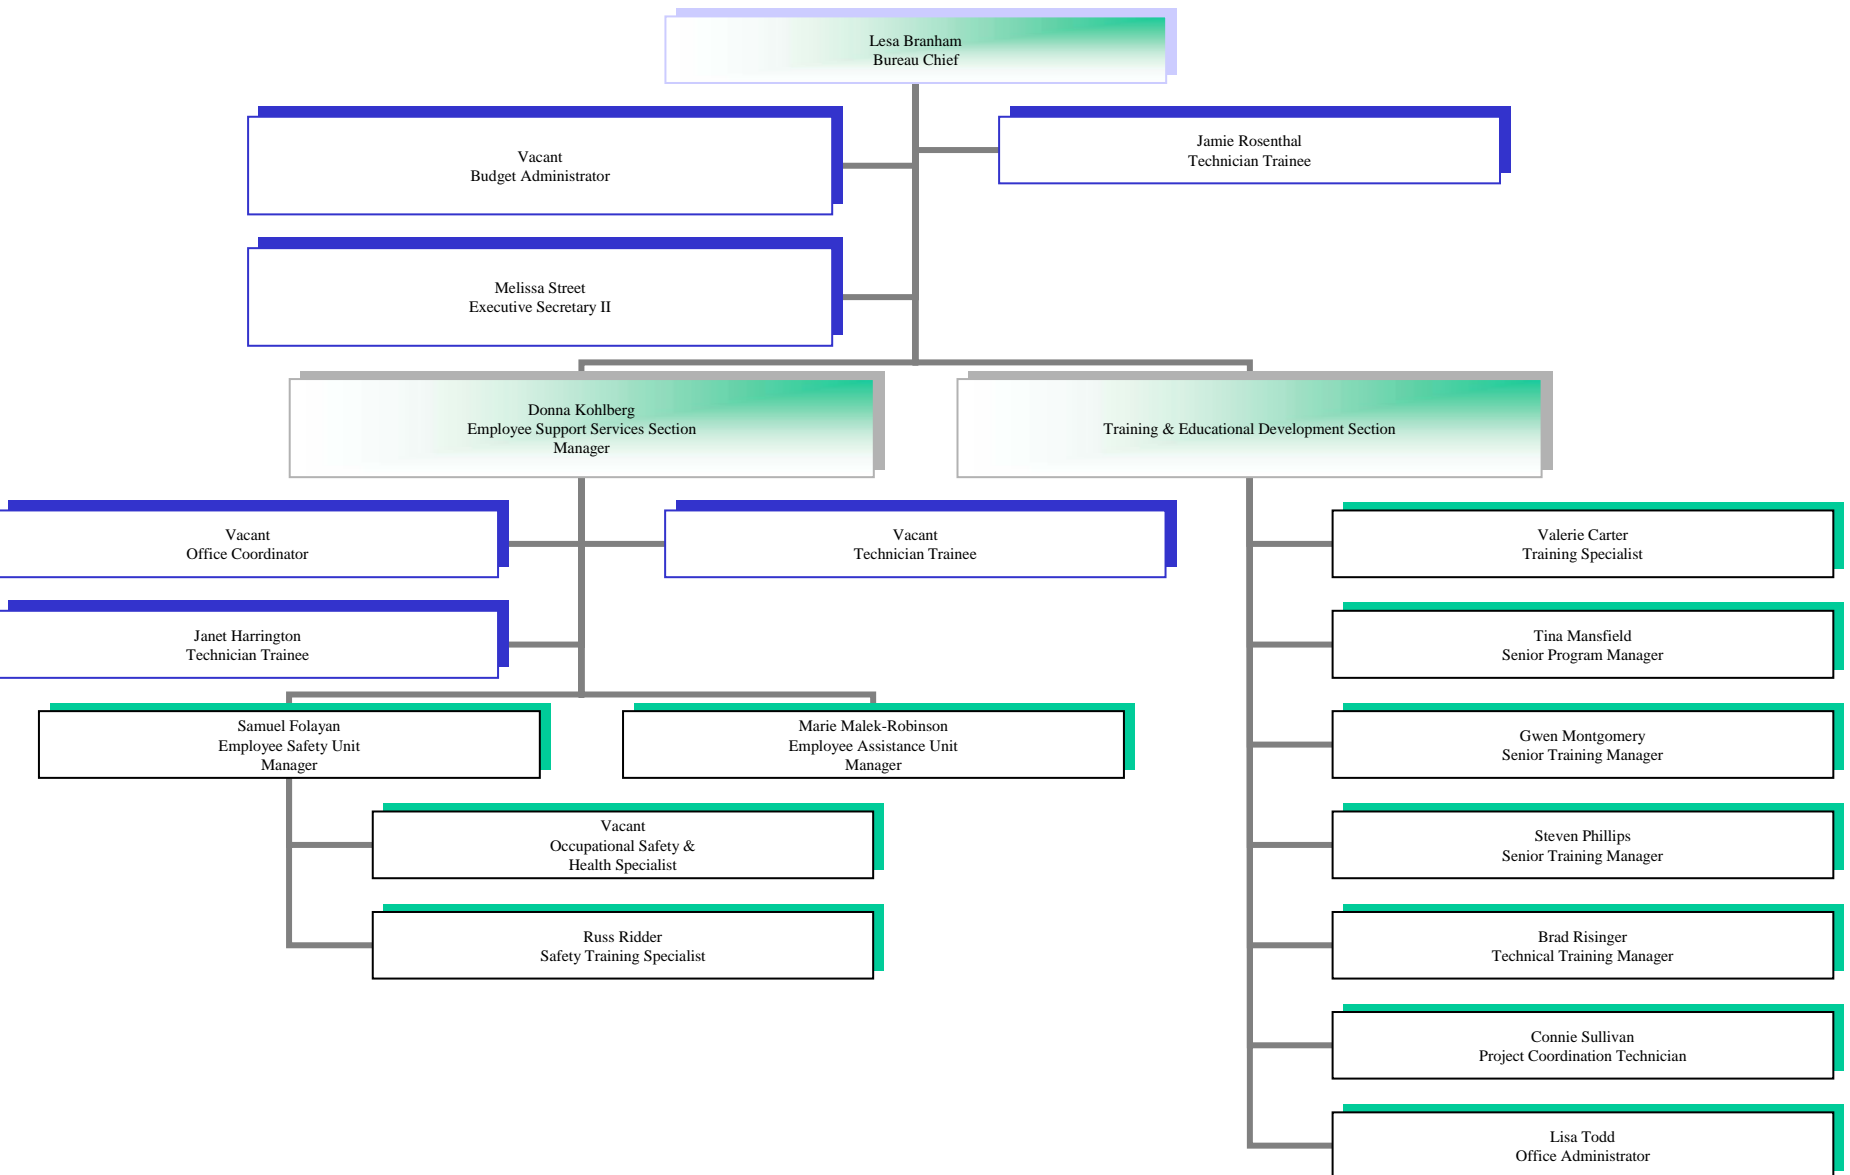 Lesa Branham
Bureau Chief
Vacant
Budget Administrator
Jamie Rosenthal
Technician Trainee
Melissa Street
Executive Secretary II
Donna Kohlberg
Employee Support Services Section
Manager
Training & Educational Development Section
Vacant
Office Coordinator
Vacant
Technician Trainee
Janet Harrington
Technician Trainee
Samuel Folayan
Employee Safety Unit
Manager
Marie Malek-Robinson
Employee Assistance Unit
Manager
Vacant
Occupational Safety &
Health Specialist
Russ Ridder
Safety Training Specialist
Valerie Carter
Training Specialist
Tina Mansfield
Senior Program Manager
Gwen Montgomery
Senior Training Manager
Steven Phillips
Senior Training Manager
Brad Risinger
Technical Training Manager
Connie Sullivan
Project Coordination Technician
Lisa Todd
Office Administrator